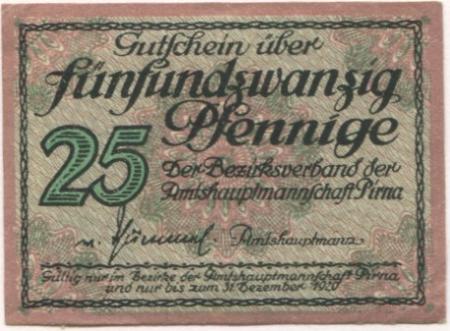 Gutschein über
fünfundzwanzig
Pfennige
25
Der Bezirksverband der
Amtshauptmannschaft Pirna
v. Amtshauptmann
Gültig nur im Bezirke der Amtshauptmannschaft Pirna
und nur bis zum 31. Dezember 1920